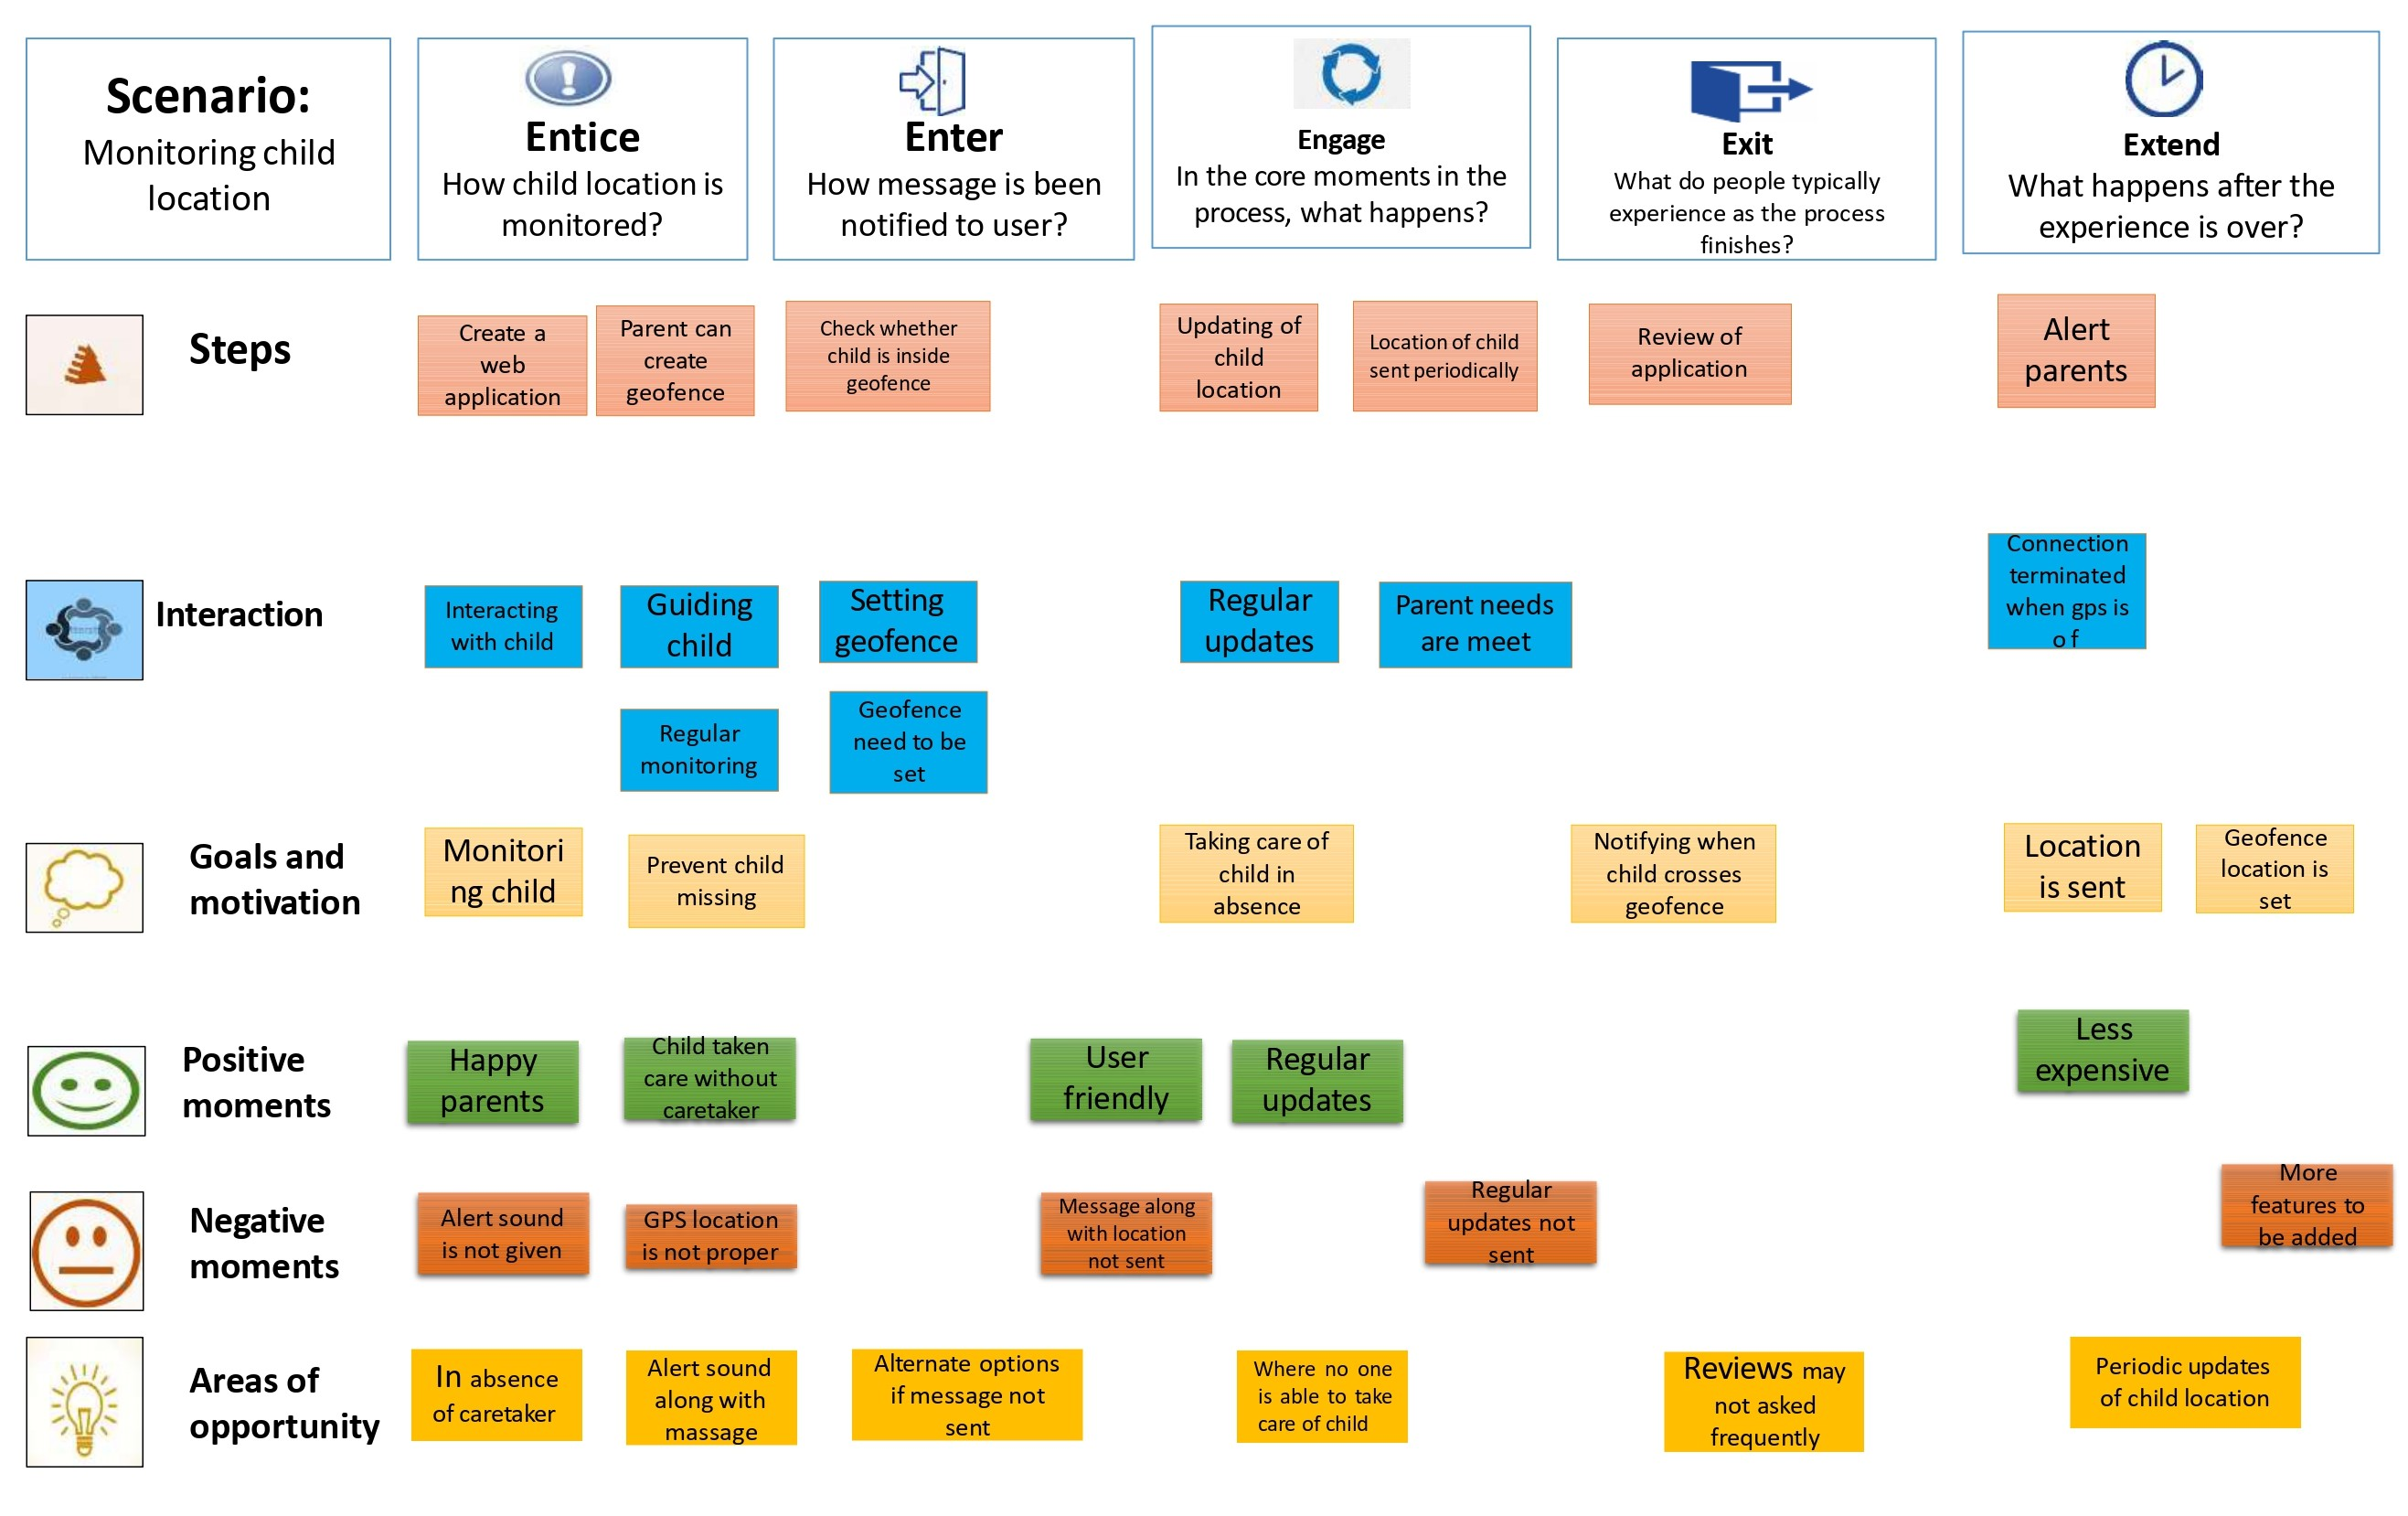 Scenario:
Monitoring child
location
Entice
How child location is
monitored?
Enter
How message is been
notified to user?
Engage
In the core moments in the
process, what happens?
Exit
What do people typically
experience as the process
finishes?
Extend
What happens after the
experience is over?
Steps
Create a
web
application
Parent can
create
geofence
Check whether
child is inside
geofence
Updating of
child
location
Location of child
sent periodically
Review of
application
Alert
parents
Interaction
Interacting
with child
Guiding
child
Setting
geofence
Regular
updates
Parent needs
are meet
Connection
terminated
when gps is
of
Regular
monitoring
Geofence
need to be
set
Goals and
motivation
Monitori
ng child
Prevent child
missing
Taking care of
child in
absence
Notifying when
child crosses
geofence
Location
is sent
Geofence
location is
set
Positive
moments
Happy
parents
Child taken
care without
caretaker
User
friendly
Regular
updates
Less
expensive
Negative
moments
Alert sound
is not given
GPS location
is not proper
Message along
with location
not sent
Regular
updates not
sent
More
features to
be added
Areas of
opportunity
In absence
of caretaker
Alert sound
along with
massage
Alternate options
if message not
sent
Where no one
is able to take
care of child
Reviews may
not asked
frequently
Periodic updates
of child location